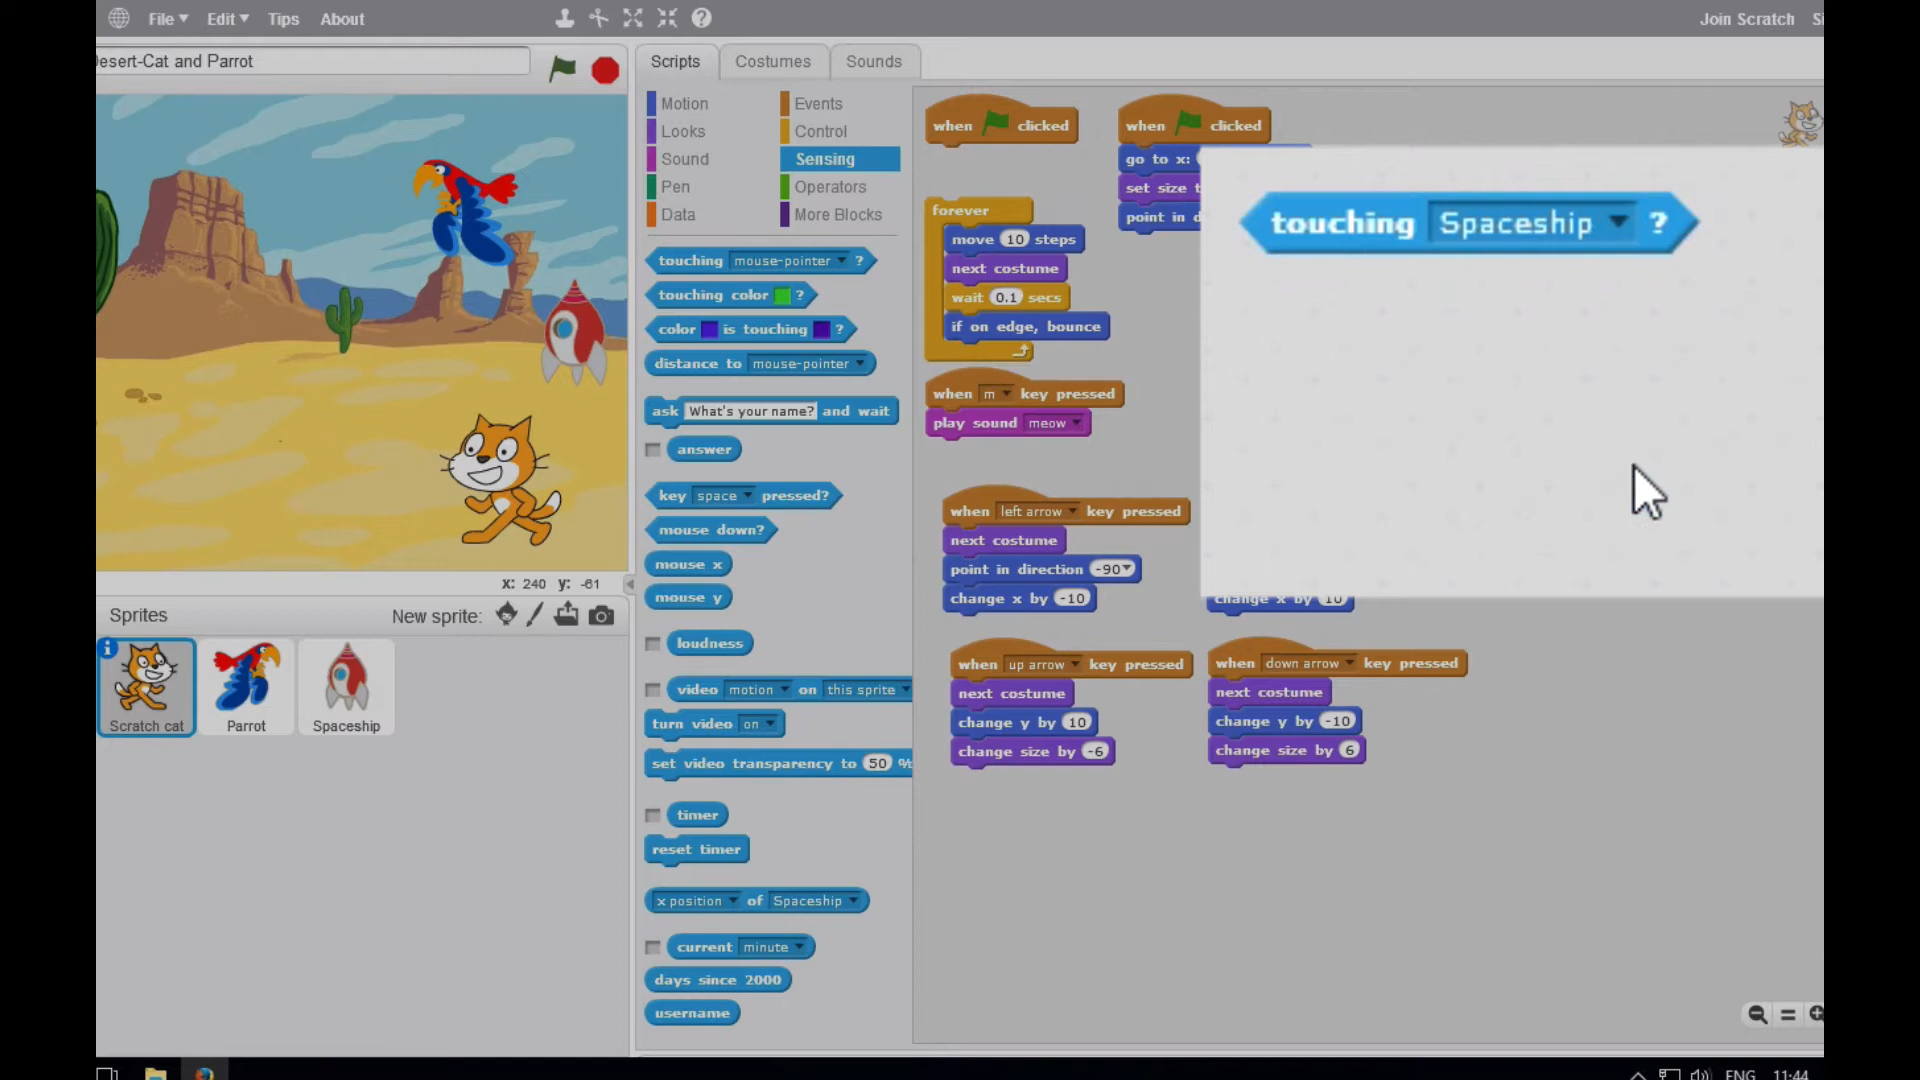 File Edit Tips About
Join Scratch
Desert-Cat and Parrot
Scripts Costumes Sounds
Motion Events
Looks Control
Sound Sensing
Pen Operators
Data More Blocks
touching mouse-pointer ?
touching color ?
color is touching ?
distance to mouse-pointer
ask What's your name? and wait
answer
key space pressed?
mouse down?
mouse x
mouse y
loudness
video motion on this sprite
turn video on
set video transparency to 50 %
timer
reset timer
x position of Spaceship
current minute
days since 2000
username
when clicked
forever
move 10 steps
next costume
wait 0.1 secs
if on edge, bounce
when m key pressed
play sound meow
when left arrow key pressed
next costume
point in direction -90
change x by -10
when up arrow key pressed
next costume
change y by 10
change size by -6
when clicked
go to x:
set size
point in
touching Spaceship ?
change x by 10
when down arrow key pressed
next costume
change y by -10
change size by 6
x: 240 y: -61
Sprites New sprite:
Scratch cat Parrot Spaceship
ENG 11:44